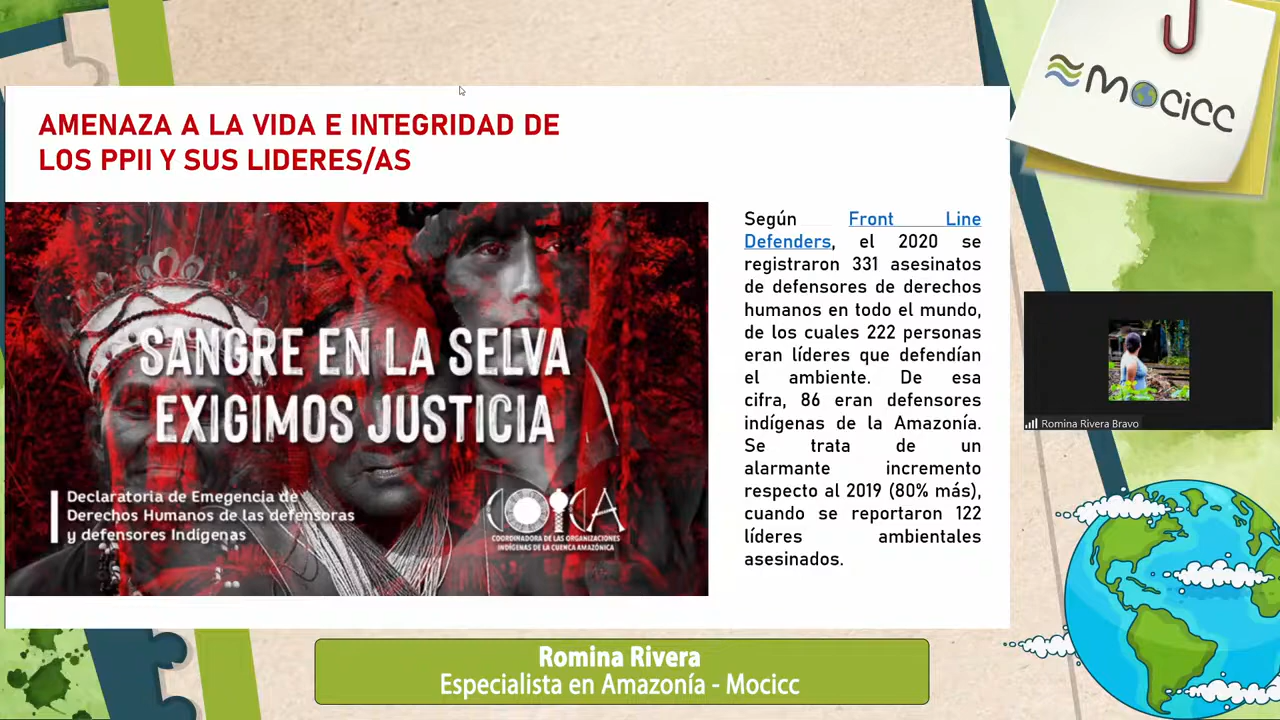 mocicc
AMENAZA A LA VIDA E INTEGRIDAD DE
LOS PPII Y SUS LIDERES/AS
SANGRE EN LA SELVA
EXIGIMOS JUSTICIA
Declaratoria de Emegencia de
Derechos Humanos de las defensoras
y defensores Indígenas
COICA
COORDINADORA DE LAS ORGANIZACIONES
INDÍGENAS DE LA CUENCA AMAZÓNICA
Según Front Line
Defenders, el 2020 se
registraron 331 asesinatos
de defensores de derechos
humanos en todo el mundo,
de los cuales 222 personas
eran líderes que defendían
el ambiente. De esa
cifra, 86 eran defensores
indígenas de la Amazonía.
Se trata de un
alarmante incremento
respecto al 2019 (80% más),
cuando se reportaron 122
líderes ambientales
asesinados.
Romina Rivera Bravo
Romina Rivera
Especialista en Amazonía - Mocicc